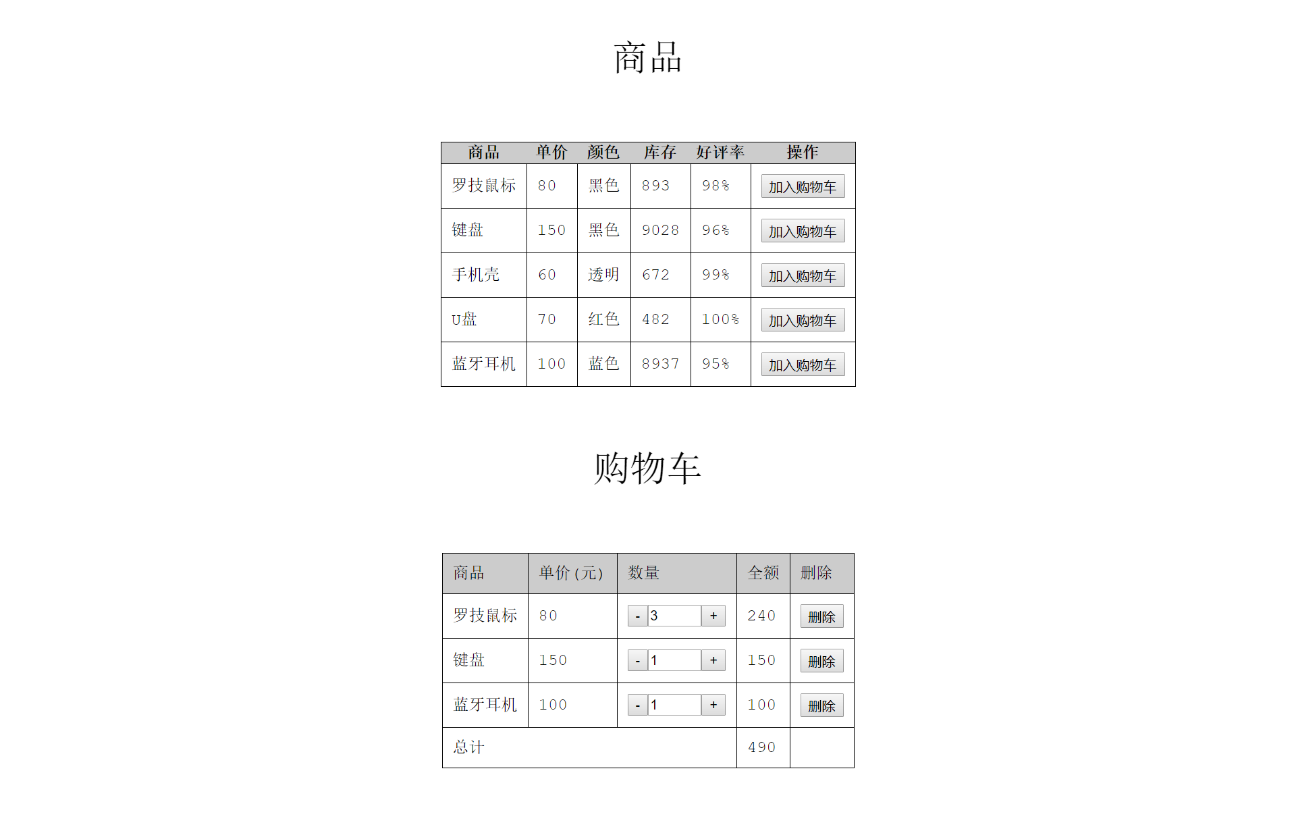 商品
商品 单价 颜色 库存 好评率 操作
罗技鼠标 80 黑色 893 98% 加入购物车
键盘 150 黑色 9028 96% 加入购物车
手机壳 60 透明 672 99% 加入购物车
U盘 70 红色 482 100% 加入购物车
蓝牙耳机 100 蓝色 8937 95% 加入购物车
购物车
商品 单价(元) 数量 全额 删除
罗技鼠标 80 - 3 + 240 删除
键盘 150 - 1 + 150 删除
蓝牙耳机 100 - 1 + 100 删除
总计 490